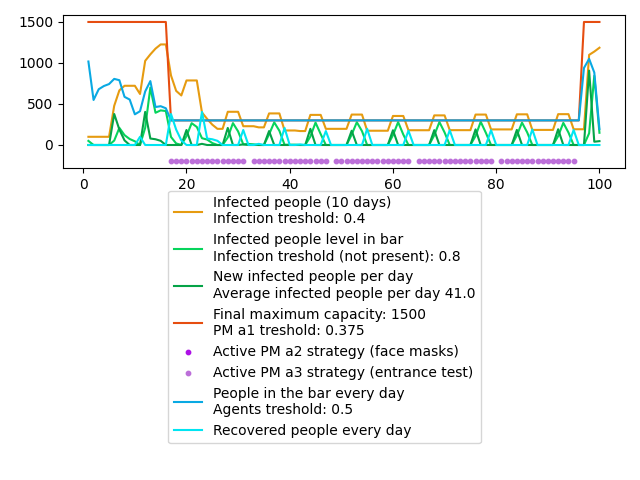 1500
1000
500
0
0
20
40
60
80
100
Infected people (10 days)
Infection treshold: 0.4
Infected people level in bar
Infection treshold (not present): 0.8
New infected people per day
Average infected people per day 41.0
Final maximum capacity: 1500
PM a1 treshold: 0.375
Active PM a2 strategy (face masks)
Active PM a3 strategy (entrance test)
People in the bar every day
Agents treshold: 0.5
Recovered people every day